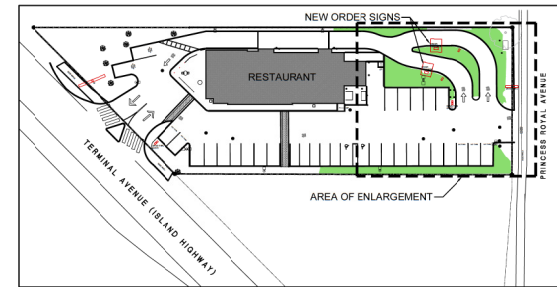 NEW ORDER SIGNS
RESTAURANT
PRINCESS ROYAL AVENUE
TERMINAL AVENUE (ISLAND HIGHWAY)
AREA OF ENLARGEMENT